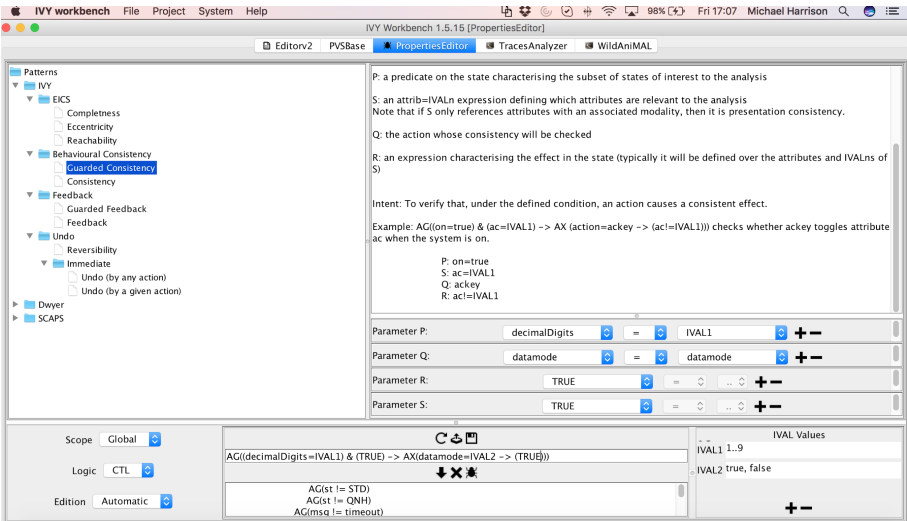 IVY Workbench File Project System Help 98% Fri 17:07 Michael Harrison
IVY Workbench 1.5.15 [PropertiesEditor]
Editorv2 PVSBase PropertiesEditor TracesAnalyzer WildAniMAL
Patterns
IVY
EICS
Completness
Eccentricity
Reachability
Behavioural Consistency
Guarded Consistency
Consistency
Feedback
Guarded Feedback
Feedback
Undo
Reversibility
Immediate
Undo (by any action)
Undo (by a given action)
Dwyer
SCAPS
P: a predicate on the state characterising the subset of states of interest to the analysis
S: an attrib=IVALn expression defining which attributes are relevant to the analysis
Note that if S only references attributes with an associated modality, then it is presentation consistency.
Q: the action whose consistency will be checked
R: an expression characterising the effect in the state (typically it will be defined over the attributes and IVALns of
S)
Intent: To verify that, under the defined condition, an action causes a consistent effect.
Example: AG((on=true) & (ac=IVAL1) -> AX (action=ackey -> (ac!=IVAL1))) checks whether ackey toggles attribute
ac when the system is on.
P: on=true
S: ac=IVAL1
Q: ackey
R: ac!=IVAL1
Parameter P: decimalDigits = IVAL1
Parameter Q: datamode = datamode
Parameter R: TRUE = ..
Parameter S: TRUE = ..
Scope Global
Logic CTL
Edition Automatic
AG((decimalDigits=IVAL1) & (TRUE) -> AX(datamode=IVAL2 -> (TRUE)))
AG(st != STD)
AG(st != QNH)
AG(msg != timeout)
IVAL Values
IVAL1 1..9
IVAL2 true, false